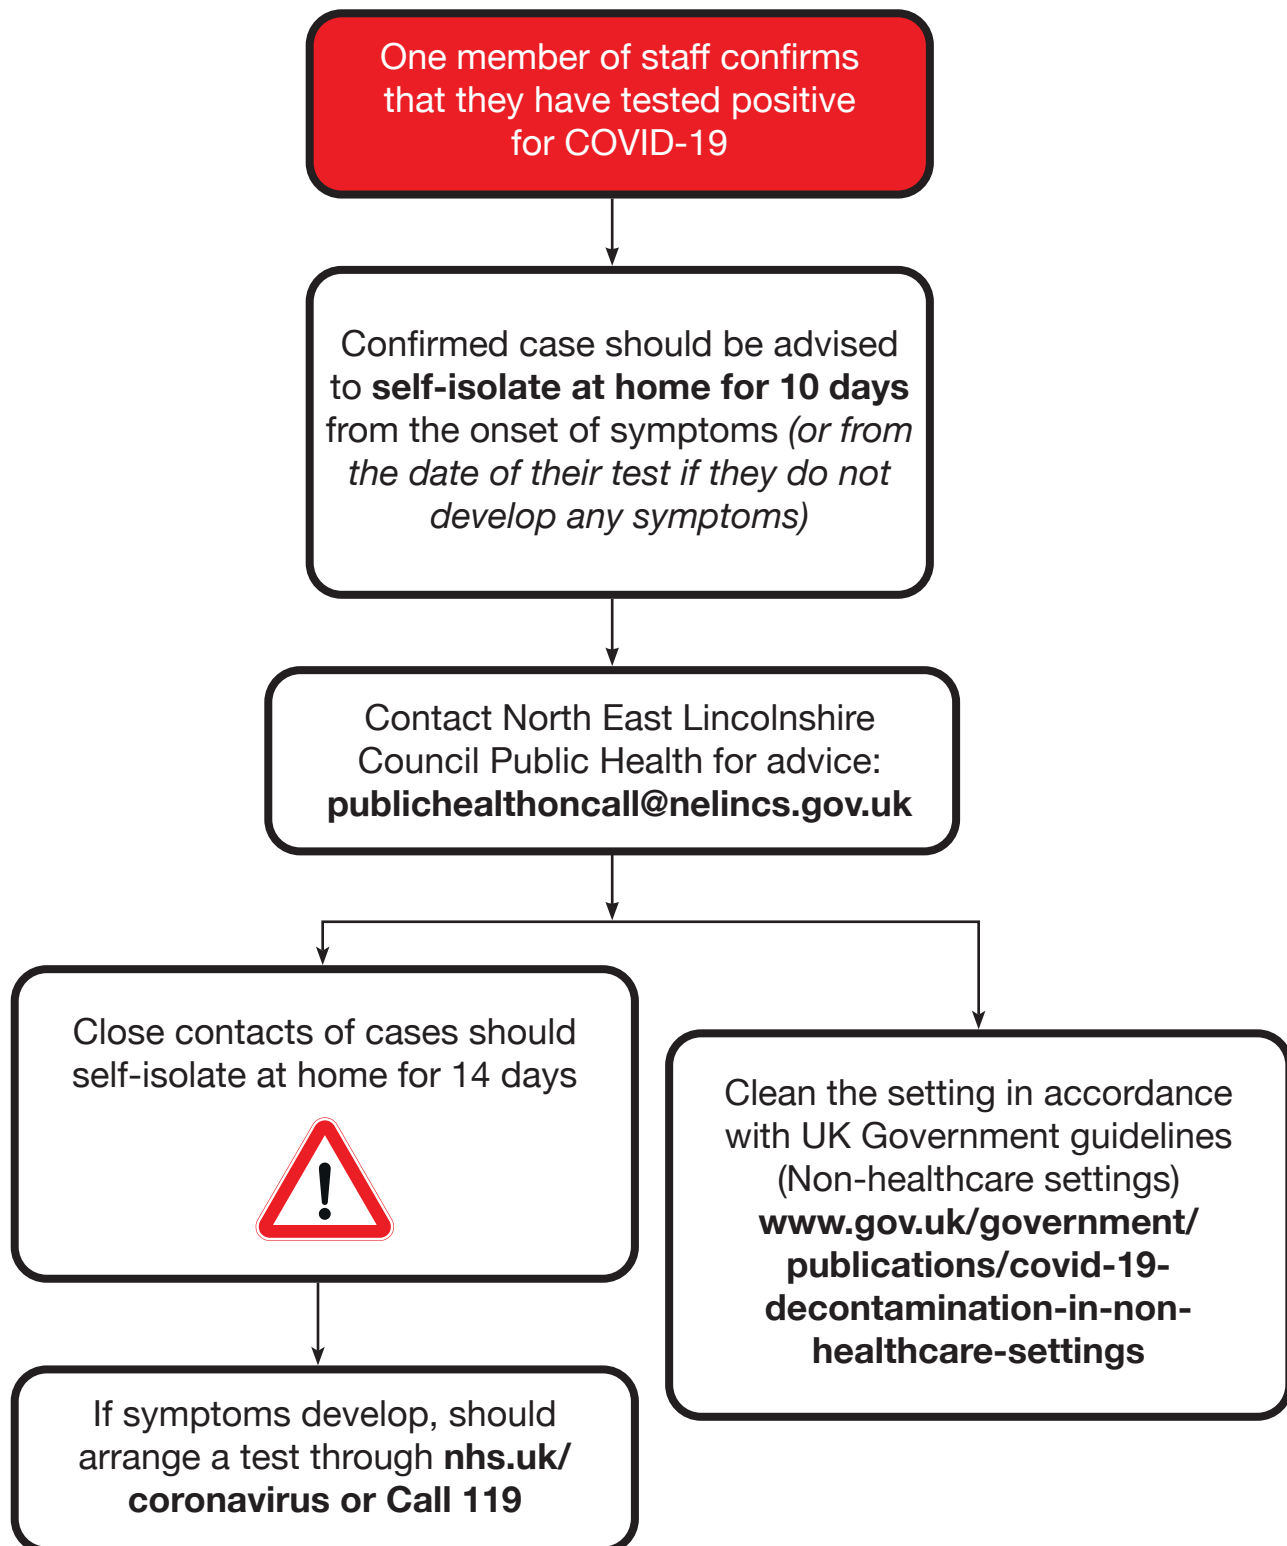 One member of staff confirms
that they have tested positive
for COVID-19
Confirmed case should be advised
to self-isolate at home for 10 days
from the onset of symptoms (or from
the date of their test if they do not
develop any symptoms)
Contact North East Lincolnshire
Council Public Health for advice:
publichealthoncall@nelincs.gov.uk
Close contacts of cases should
self-isolate at home for 14 days
!
If symptoms develop, should
arrange a test through nhs.uk/
coronavirus or Call 119
Clean the setting in accordance
with UK Government guidelines
(Non-healthcare settings)
www.gov.uk/government/
publications/covid-19-
decontamination-in-non-
healthcare-settings